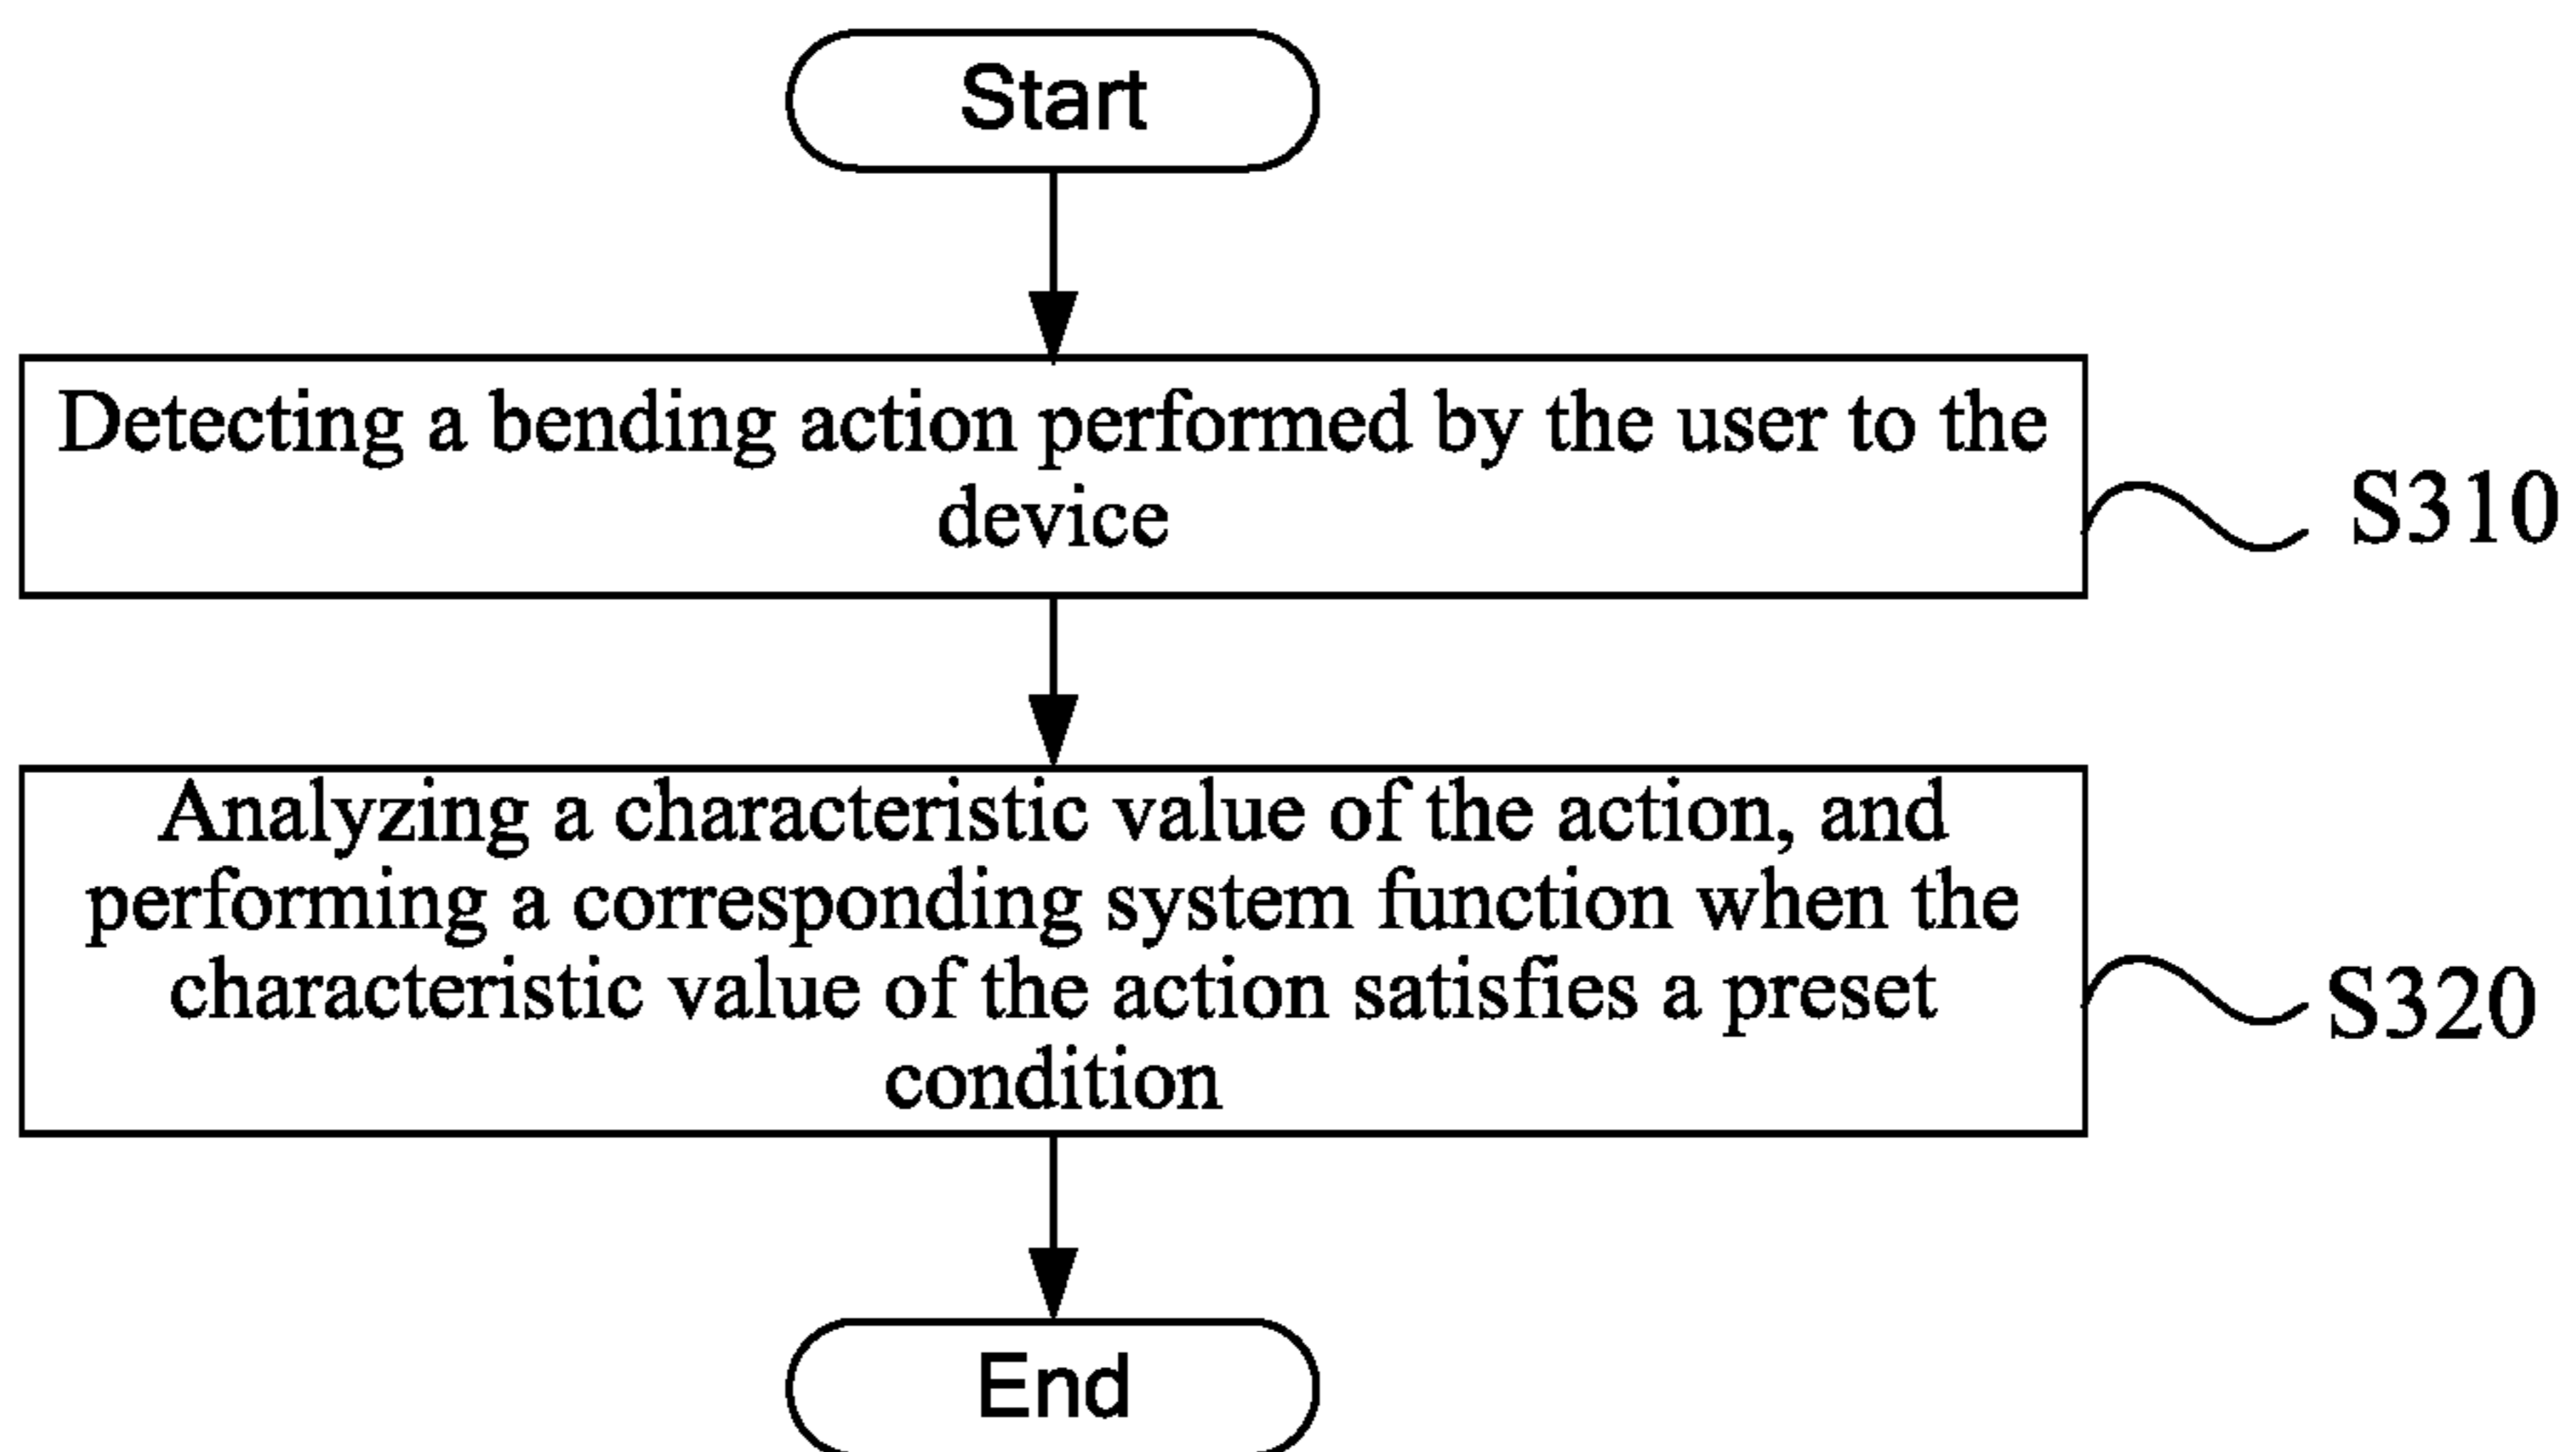 Start
Detecting a bending action performed by the user to the
device
S310
Analyzing a characteristic value of the action, and
performing a corresponding system function when the
characteristic value of the action satisfies a preset
condition
S320
End